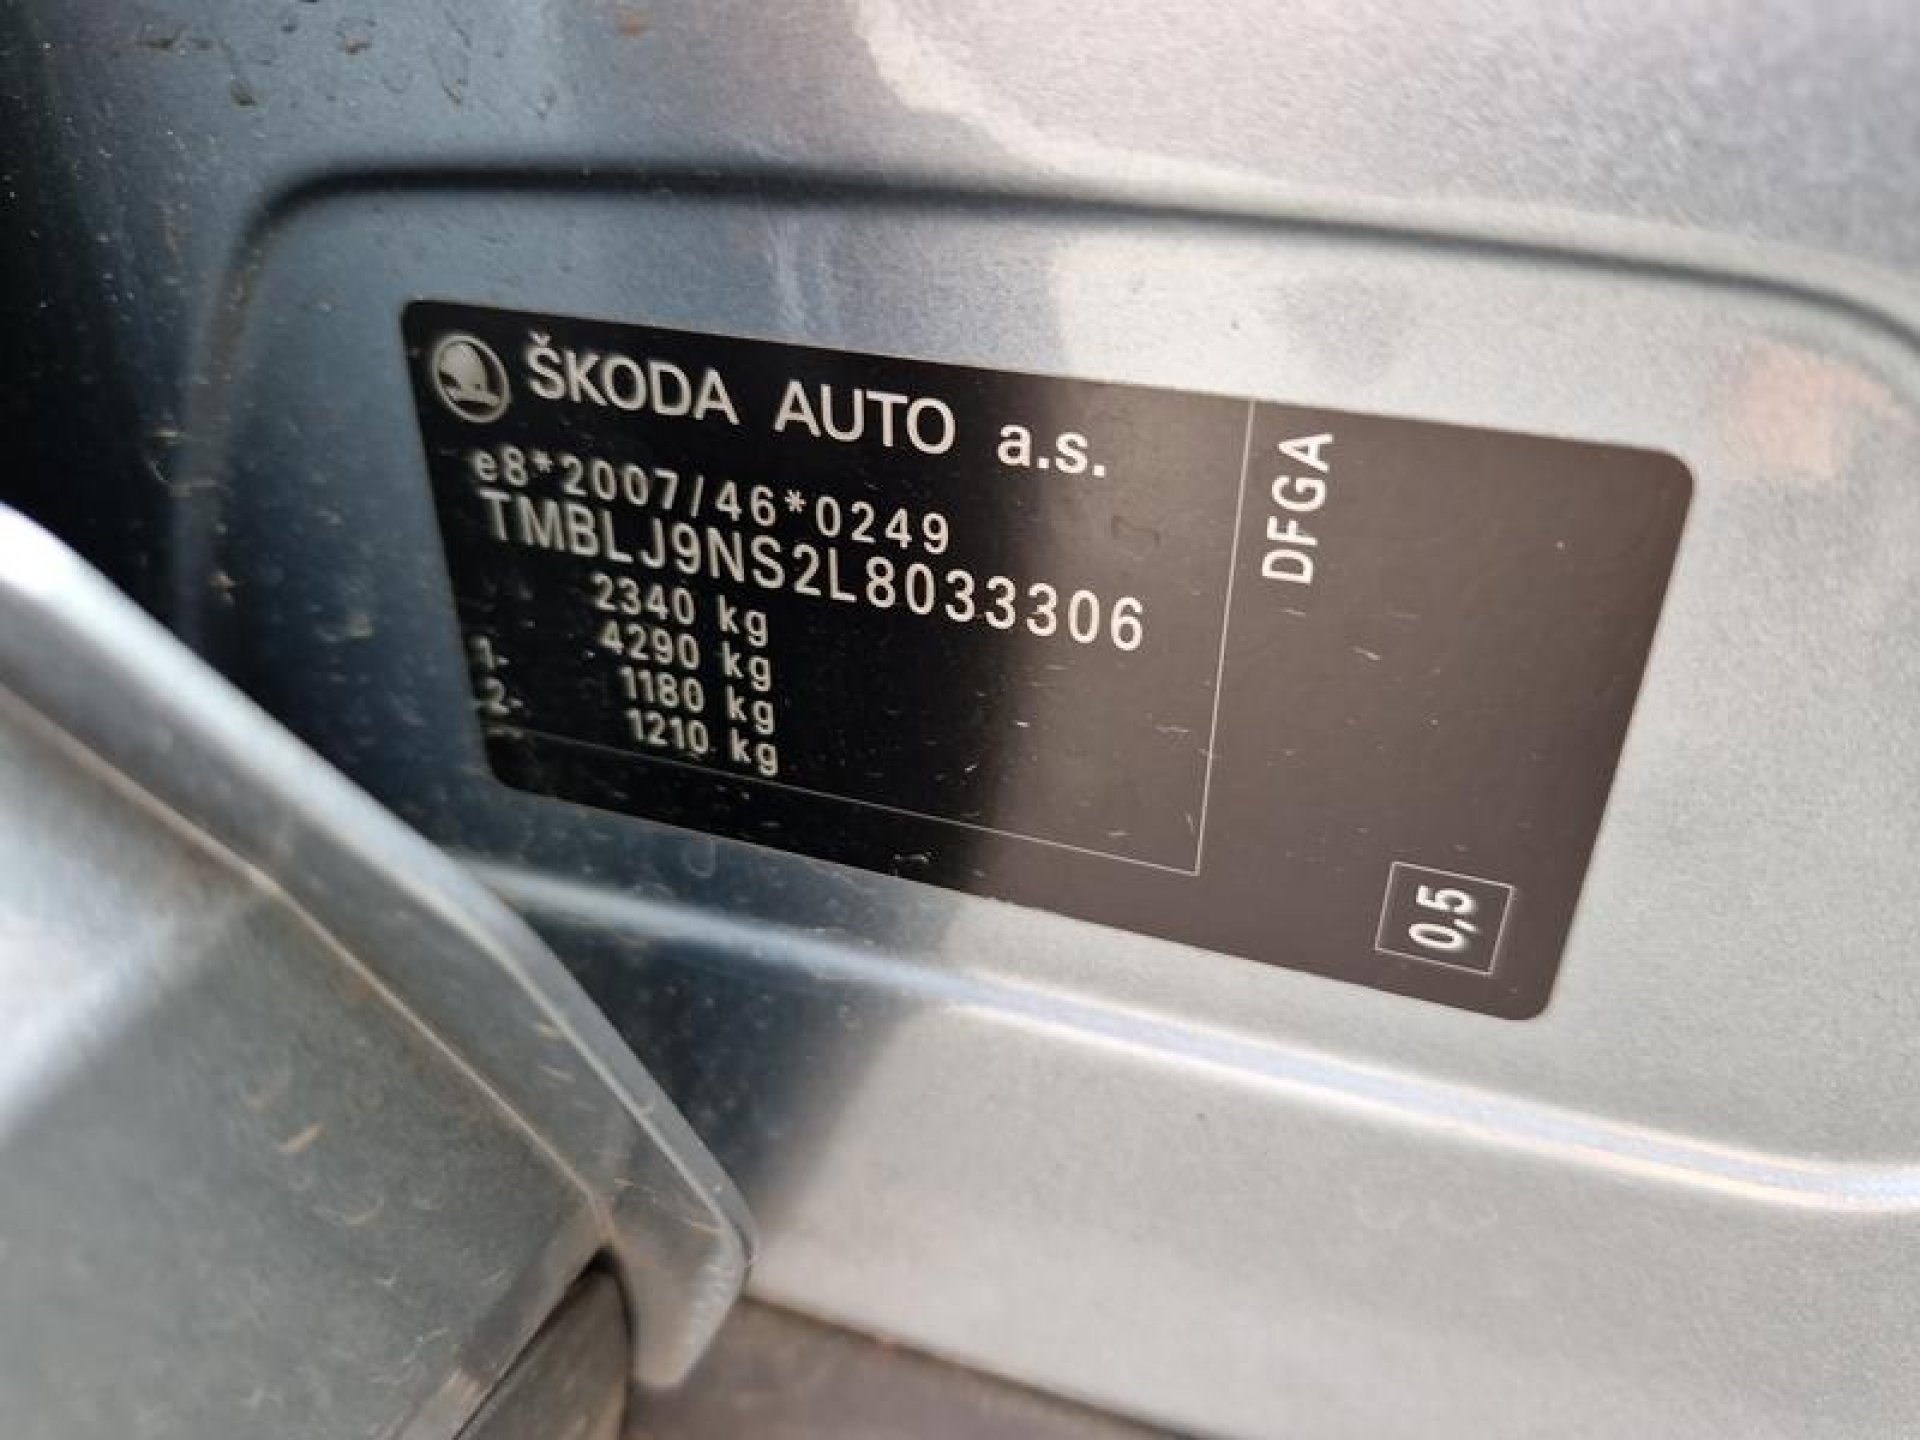 ŠKODA AUTO a.s.
e8*2007/46*0249
TMBLJ9NS2L8033306
2340 kg
4290 kg
1- 1180 kg
2- 1210 kg
DFGA
0,5